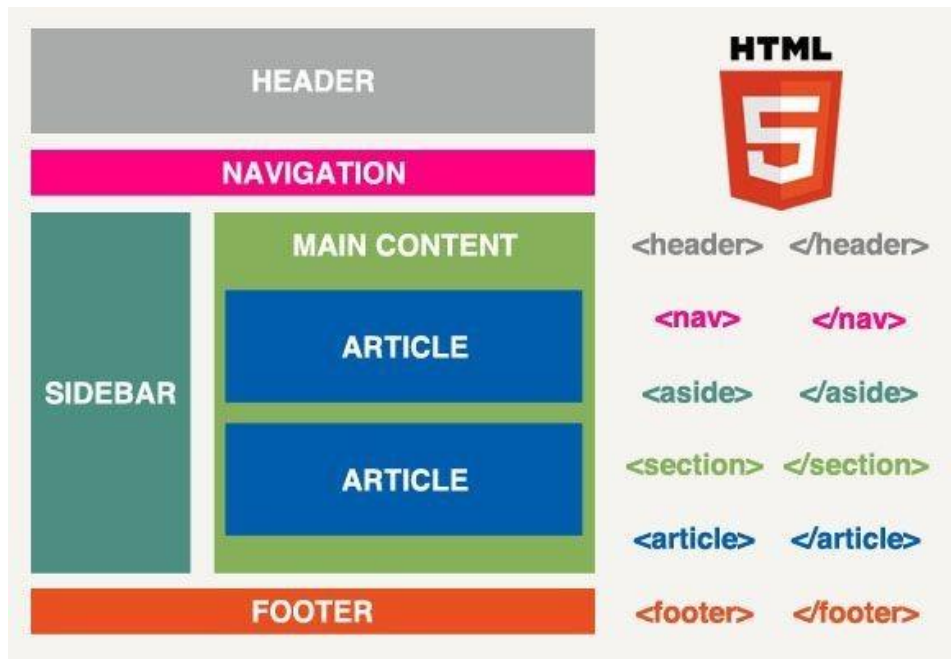 HEADER
NAVIGATION
SIDEBAR
MAIN CONTENT
ARTICLE
ARTICLE
FOOTER
HTML
5
<header> </header>
<nav> </nav>
<aside> </aside>
<section> </section>
<article> </article>
<footer> </footer>